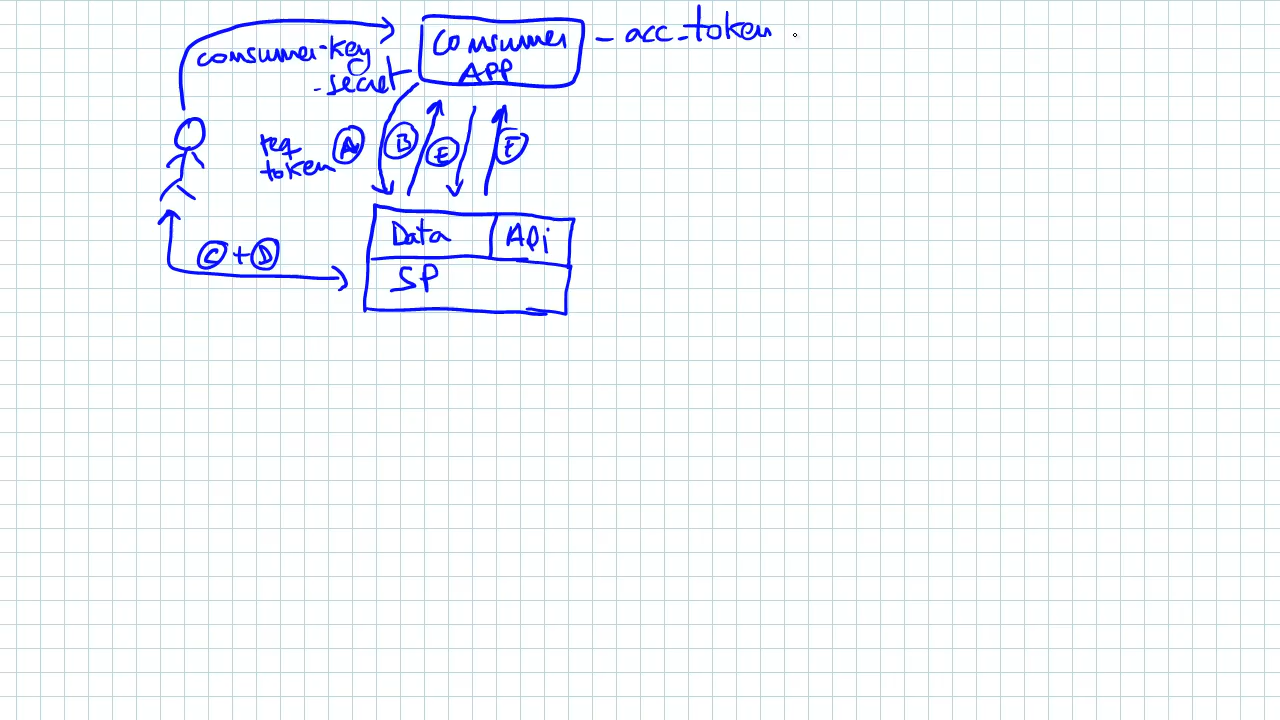 consumer-key
-secret
Consumer
APP
- acc-token
req
token
A
B
E
F
C + D
Data
Api
SP